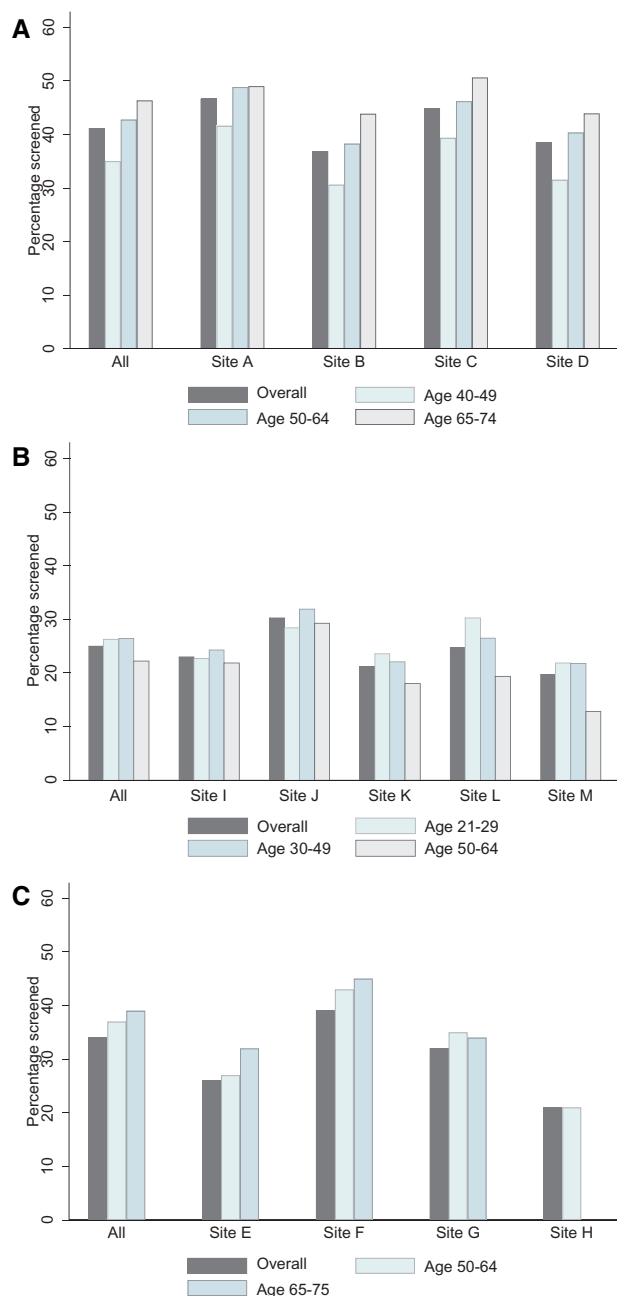 A
Percentage screened
60
50
40
30
20
10
0
All Site A Site B Site C Site D
Overall Age 40-49
Age 50-64 Age 65-74
B
Percentage screened
60
50
40
30
20
10
0
All Site I Site J Site K Site L Site M
Overall Age 21-29
Age 30-49 Age 50-64
C
Percentage screened
60
50
40
30
20
10
0
All Site E Site F Site G Site H
Overall Age 50-64
Age 65-75